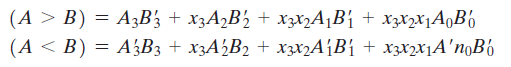 (A > B) = A₃B′₃ + x₃A₂B′₂ + x₃x₂A₁B′₁ + x₃x₂x₁A₀B′₀
(A < B) = A′₃B₃ + x₃A′₂B₂ + x₃x₂A′₁B′₁ + x₃x₂x₁A'n₀B′₀